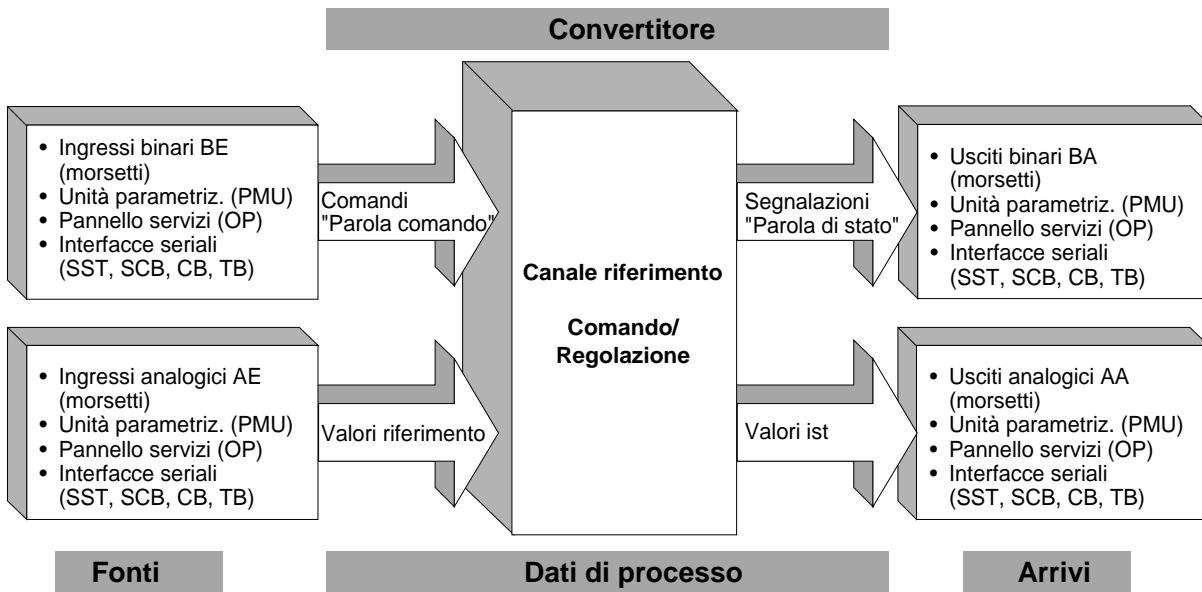 Convertitore
• Ingressi binari BE
(morsetti)
• Unità parametriz. (PMU)
• Pannello servizi (OP)
• Interfacce seriali
(SST, SCB, CB, TB)
Comandi
"Parola comando"
• Ingressi analogici AE
(morsetti)
• Unità parametriz. (PMU)
• Pannello servizi (OP)
• Interfacce seriali
(SST, SCB, CB, TB)
Valori riferimento
Canale riferimento
Comando/
Regolazione
Segnalazioni
"Parola di stato"
• Usciti binari BA
(morsetti)
• Unità parametriz. (PMU)
• Pannello servizi (OP)
• Interfacce seriali
(SST, SCB, CB, TB)
Valori ist
• Usciti analogici AA
(morsetti)
• Unità parametriz. (PMU)
• Pannello servizi (OP)
• Interfacce seriali
(SST, SCB, CB, TB)
Fonti
Dati di processo
Arrivi